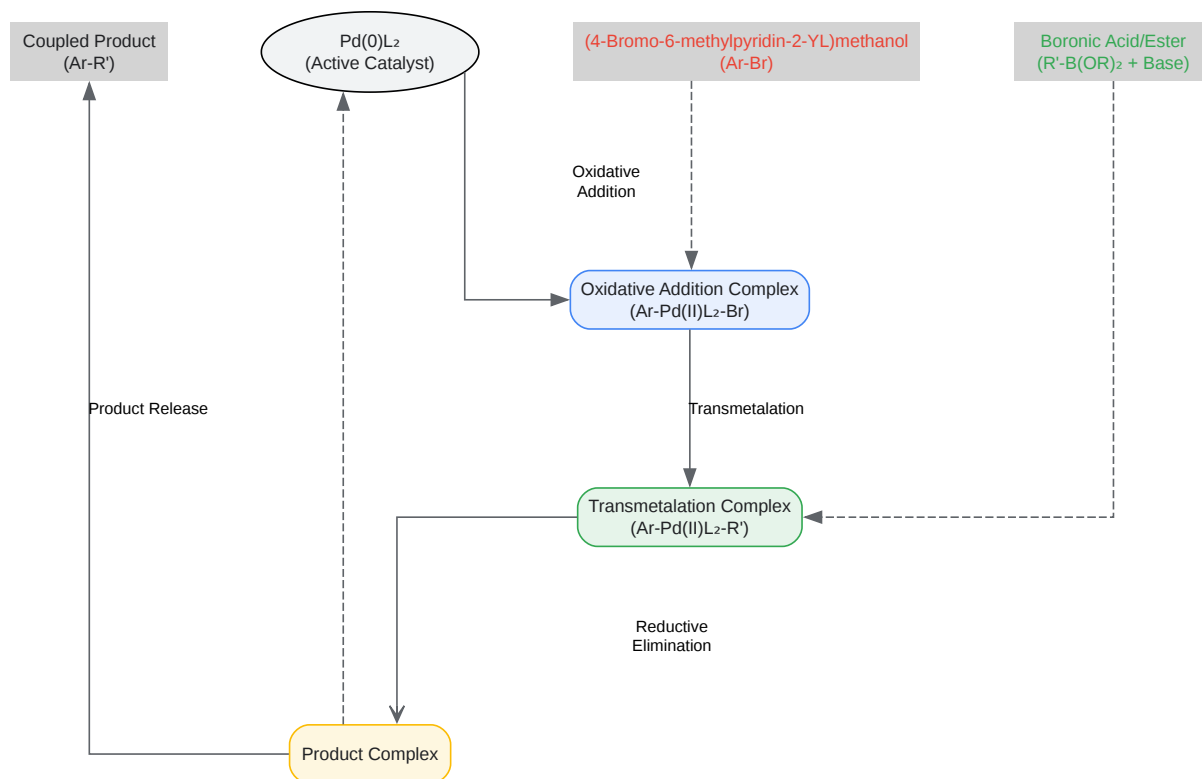 Coupled Product
(Ar-R')
Pd(0)L₂
(Active Catalyst)
(4-Bromo-6-methylpyridin-2-YL)methanol
(Ar-Br)
Boronic Acid/Ester
(R'-B(OR)₂ + Base)
Oxidative
Addition
Oxidative Addition Complex
(Ar-Pd(II)L₂-Br)
Product Release
Transmetalation
Transmetalation Complex
(Ar-Pd(II)L₂-R')
Reductive
Elimination
Product Complex